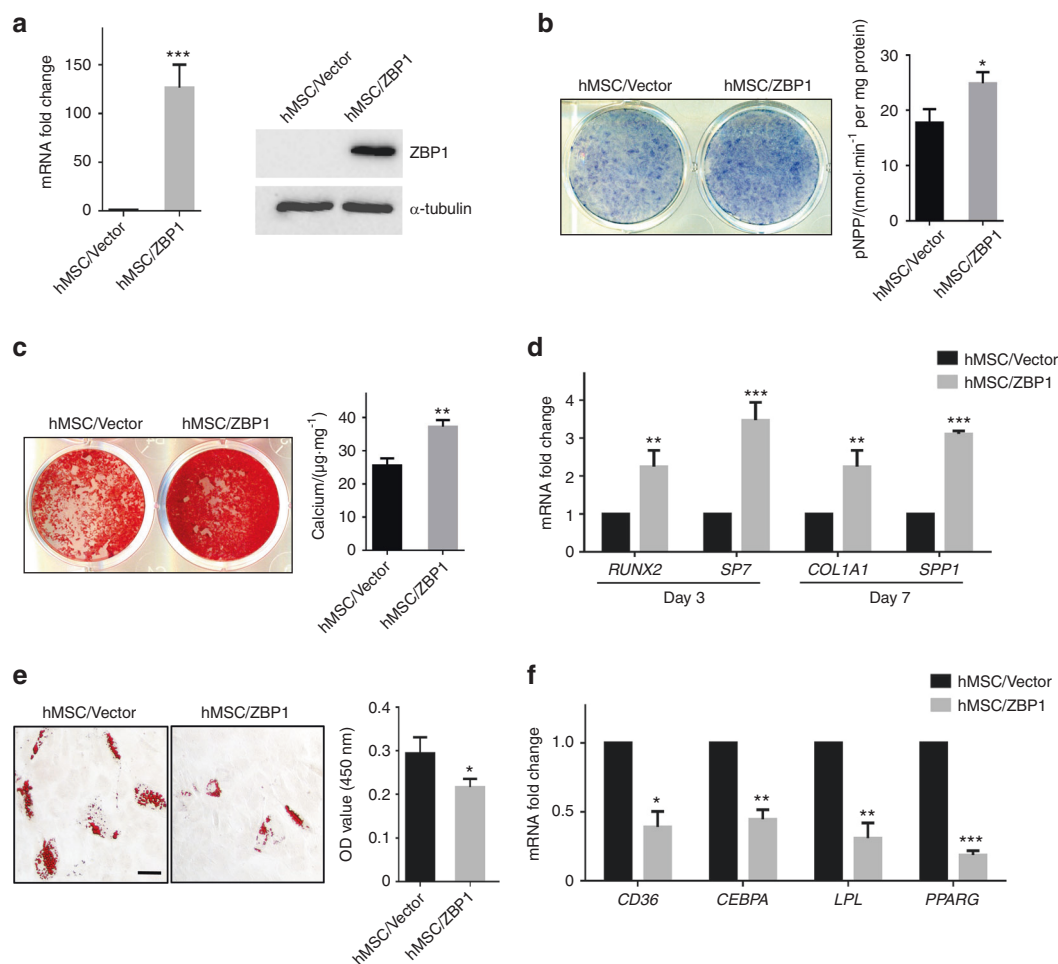 a
mRNA fold change
150
100
50
0
***
hMSC/Vector
hMSC/ZBP1
hMSC/Vector
hMSC/ZBP1
ZBP1
α-tubulin
b
hMSC/Vector
hMSC/ZBP1
pNPP/(nmol·min⁻¹ per mg protein)
30
20
10
0
*
hMSC/Vector
hMSC/ZBP1
c
hMSC/Vector
hMSC/ZBP1
Calcium/(µg·mg⁻¹)
50
40
30
20
10
0
**
hMSC/Vector
hMSC/ZBP1
d
hMSC/Vector
hMSC/ZBP1
mRNA fold change
4
3
2
1
0
**
***
**
***
RUNX2
SP7
COL1A1
SPP1
Day 3
Day 7
e
hMSC/Vector
hMSC/ZBP1
OD value (450 nm)
0.4
0.3
0.2
0.1
0
*
hMSC/Vector
hMSC/ZBP1
f
hMSC/Vector
hMSC/ZBP1
mRNA fold change
1.0
0.5
0
*
**
**
***
CD36
CEBPA
LPL
PPARG